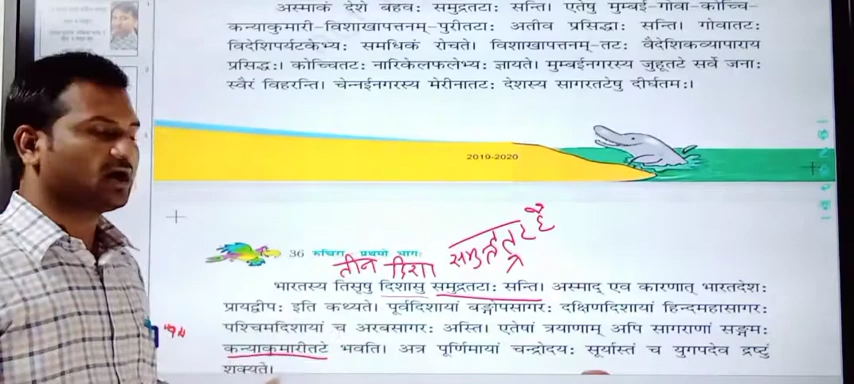 अस्माकं देशे बहवः समुद्रतटाः सन्ति। एतेषु मुम्बई-गोवा-कोच्चि-
कन्याकुमारी-विशाखापत्तनम्-पुरीतटाः अतीव प्रसिद्धाः सन्ति। गोवातटः
विदेशिपर्यटकेभ्यः समधिकं रोचते। विशाखापत्तनम्-तटः वैदेशिकव्यापाराय
प्रसिद्धः। कोच्चितटः नारिकेलफलेभ्यः ज्ञायते। मुम्बईनगरस्य जुहूतटे सर्वे जनाः
स्वैरं विहरन्ति। चेन्नईनगरस्य मेरीनातटः देशस्य सागरतटेषु दीर्घतमः।
2019-2020
36 रुचिरा प्रथमो भागः
तीन दिशा
भारतस्य तिसृषु दिशासु समुद्रतटाः सन्ति। अस्माद् एव कारणात् भारतदेशः
प्रायद्वीपः इति कथ्यते। पूर्वदिशायां बङ्गोपसागरः दक्षिणदिशायां हिन्दमहासागरः
पश्चिमदिशायां च अरबसागरः अस्ति। एतेषां त्रयाणाम् अपि सागराणां सङ्गमः
कन्याकुमारीतटे भवति। अत्र पूर्णिमायां चन्द्रोदयः सूर्यास्तं च युगपदेव द्रष्टुं
शक्यते।